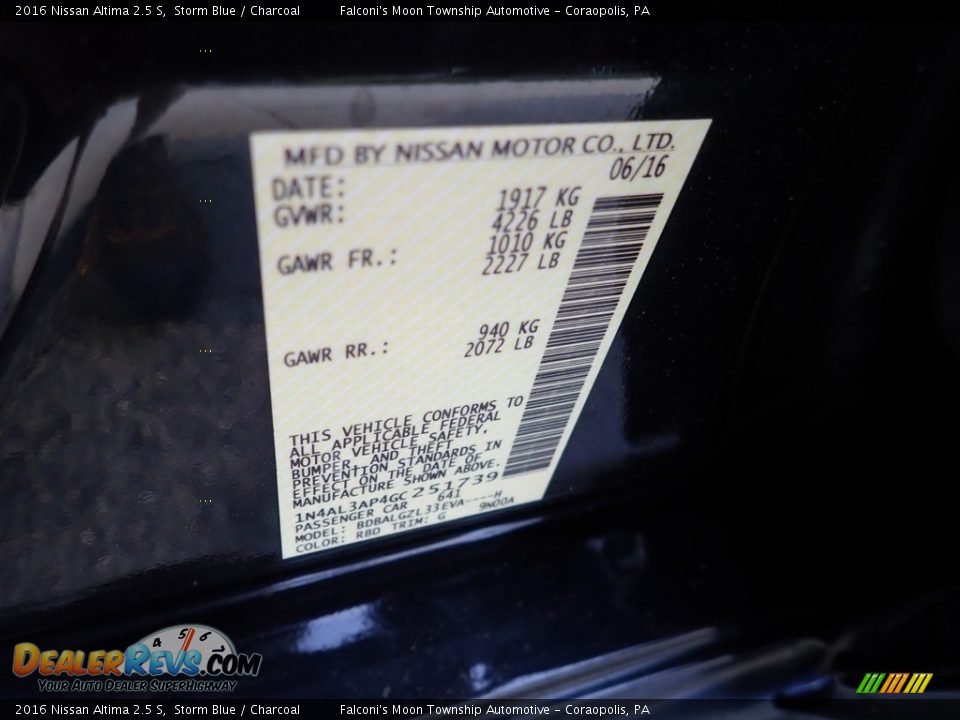 2016 Nissan Altima 2.5 S, Storm Blue / Charcoal Falconi's Moon Township Automotive - Coraopolis, PA
MFD BY NISSAN MOTOR CO., LTD.
DATE: 06/16
GVWR: 1917 KG
4226 LB
GAWR FR.: 1010 KG
2227 LB
GAWR RR.: 940 KG
2072 LB
THIS VEHICLE CONFORMS TO
ALL APPLICABLE FEDERAL
MOTOR VEHICLE SAFETY,
BUMPER, AND THEFT
PREVENTION STANDARDS IN
EFFECT ON THE DATE OF
MANUFACTURE SHOWN ABOVE.
1N4AL3AP4GC251739
PASSENGER CAR 641
MODEL: BDBALGZL33EVA----H
COLOR: RBD TRIM: G 9N00A
4 5 6
DEALERREVS.COM
YOUR AUTO DEALER SUPERHIGHWAY
2016 Nissan Altima 2.5 S, Storm Blue / Charcoal Falconi's Moon Township Automotive - Coraopolis, PA